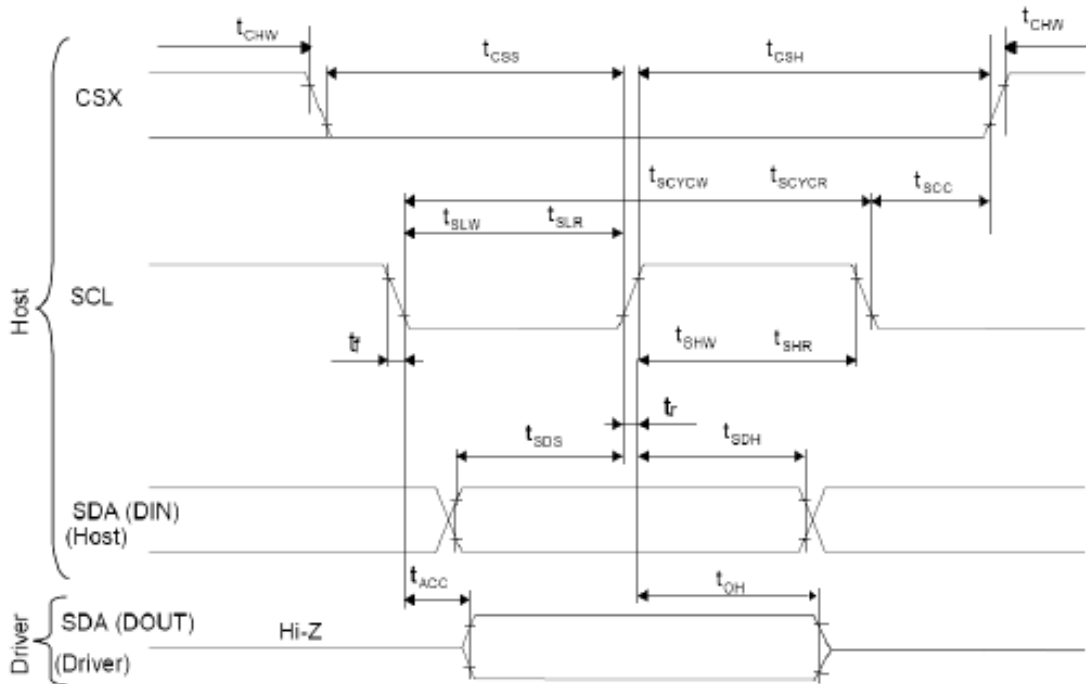 tCHW
tCHW
tCSS
tCSH
CSX
tSCYCW
tSCYCR
tSCC
tSLW
tSLR
Host
SCL
tf
tSHW
tSHR
tr
tSDS
tSDH
SDA (DIN)
(Host)
tACC
tOH
Driver
SDA (DOUT)
Hi-Z
(Driver)